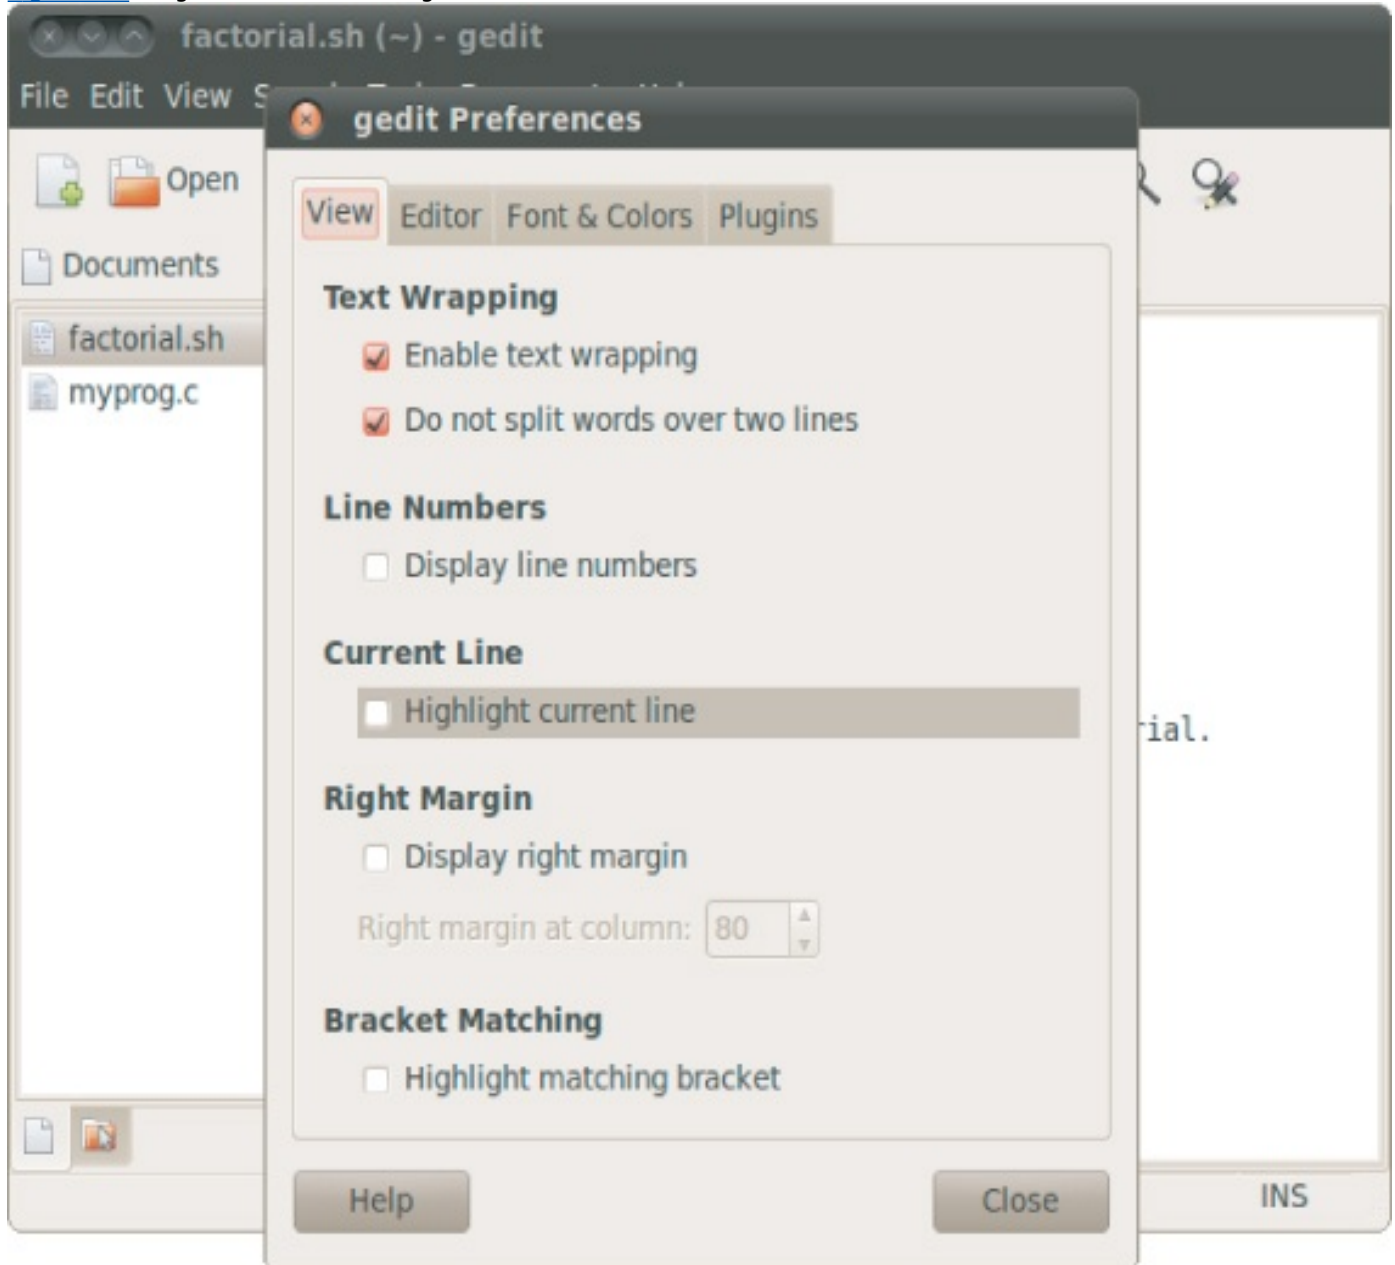 factorial.sh (~) - gedit
File Edit View
gedit Preferences
Open
View Editor Font & Colors Plugins
Documents
factorial.sh
myprog.c
Text Wrapping
Enable text wrapping
Do not split words over two lines
Line Numbers
Display line numbers
Current Line
Highlight current line
rial.
Right Margin
Display right margin
Right margin at column: 80
Bracket Matching
Highlight matching bracket
Help Close
INS